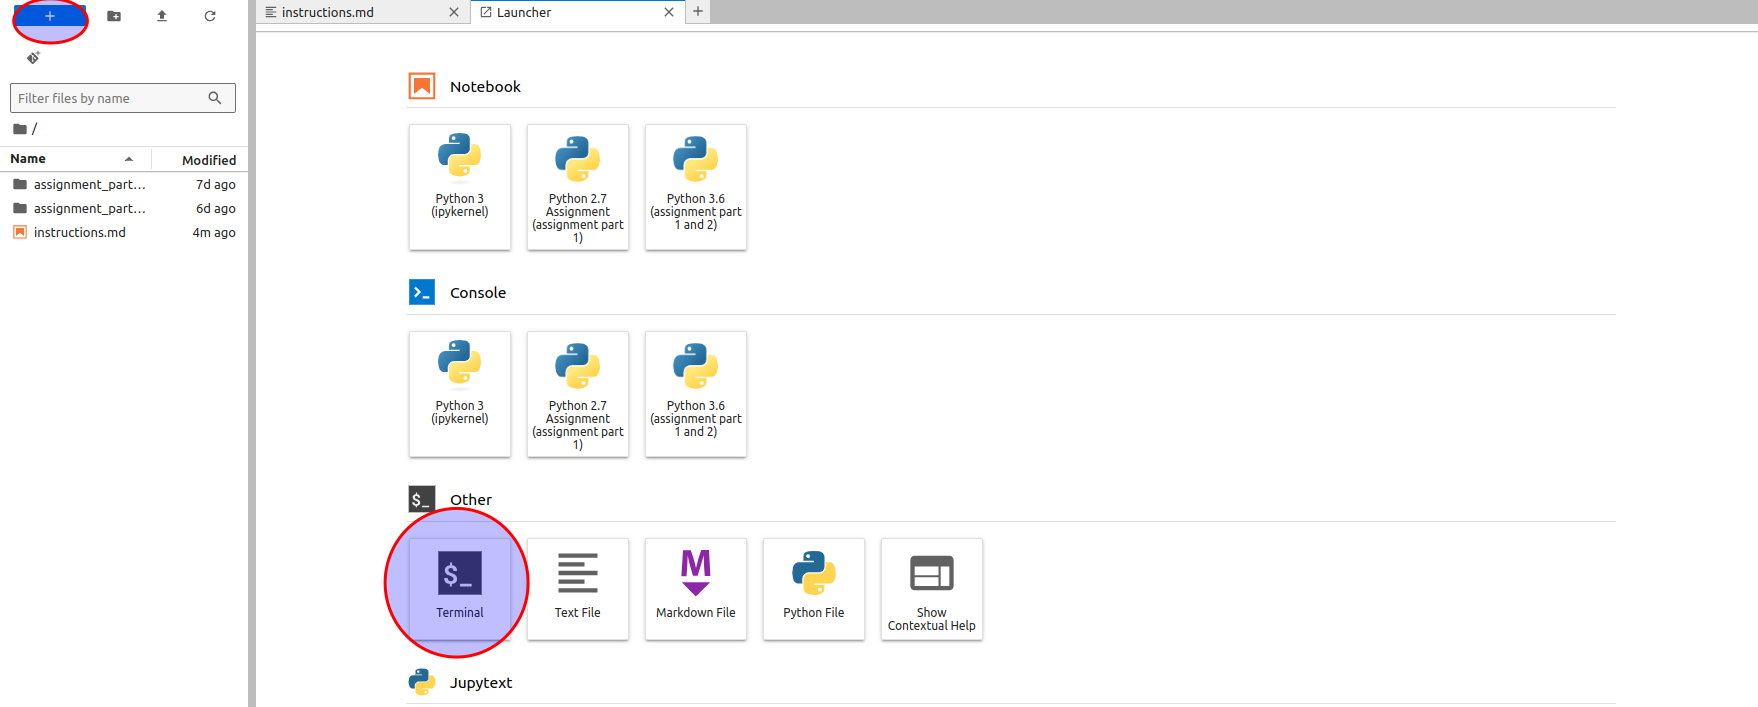 instructions.md
Launcher
Filter files by name
/
Name
Modified
assignment_part...
7d ago
assignment_part...
6d ago
instructions.md
4m ago
Notebook
Python 3
(ipykernel)
Python 2.7
Assignment
(assignment part
1)
Python 3.6
(assignment part
1 and 2)
Console
Python 3
(ipykernel)
Python 2.7
Assignment
(assignment part
1)
Python 3.6
(assignment part
1 and 2)
$_ Other
$_
Terminal
Text File
M
Markdown File
Python File
Show
Contextual Help
Jupytext